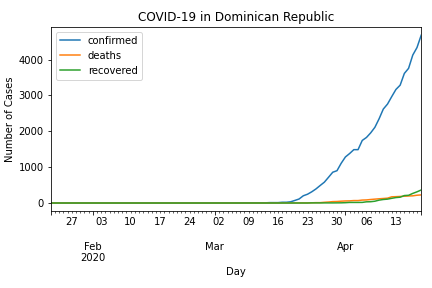 COVID-19 in Dominican Republic
confirmed
deaths
recovered
Number of Cases
4000
3000
2000
1000
0
27 03 10 17 24 02 09 16 23 30 06 13
Feb Mar Apr
2020
Day